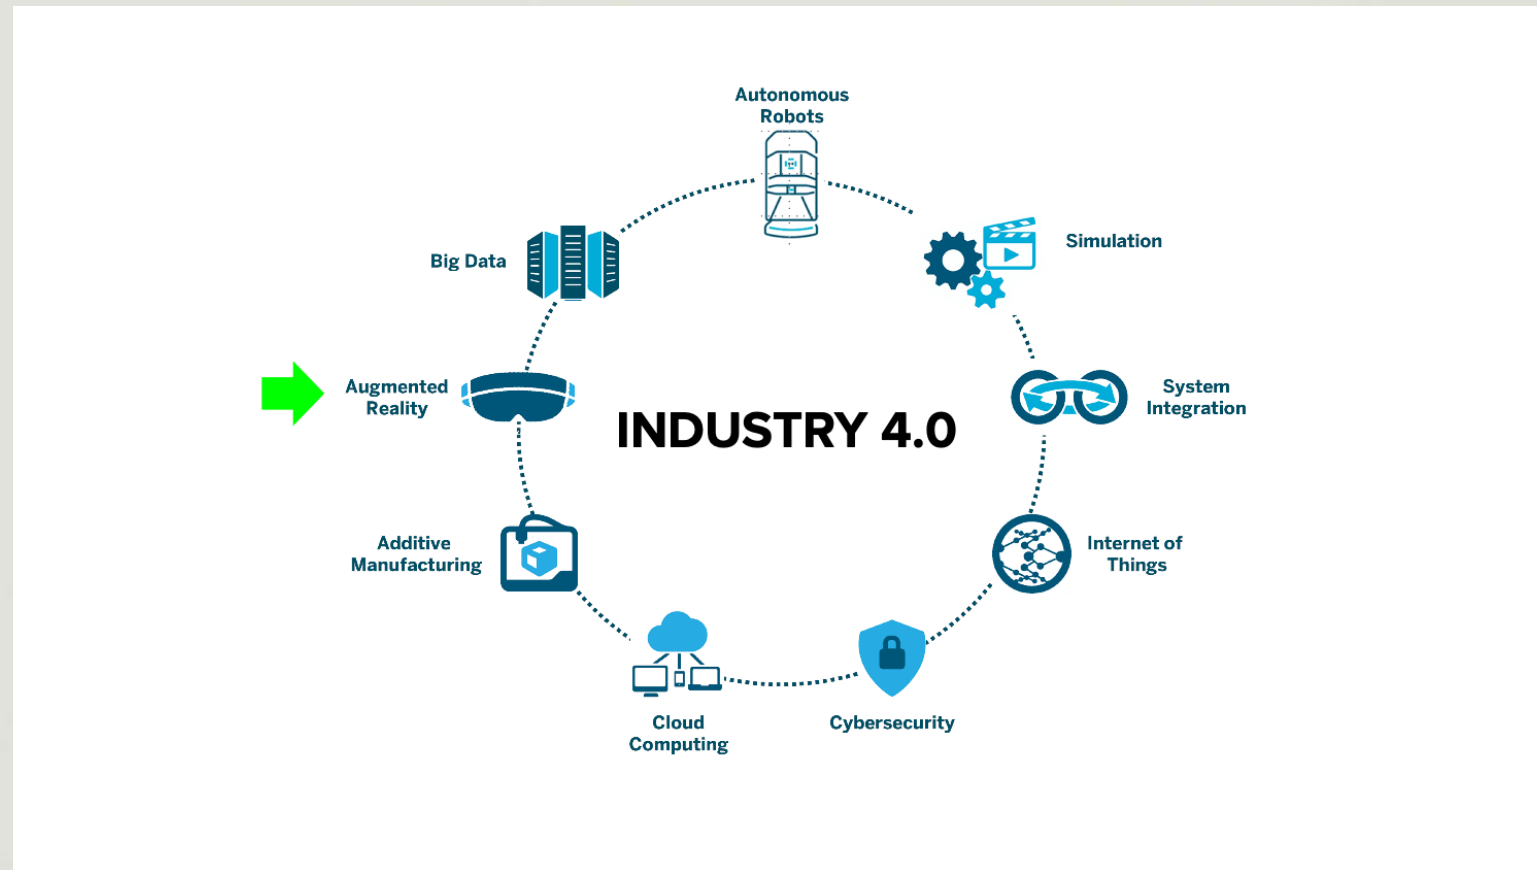 Autonomous
Robots
Simulation
Big Data
Augmented
Reality
System
Integration
INDUSTRY 4.0
Additive
Manufacturing
Internet of
Things
Cloud
Computing
Cybersecurity